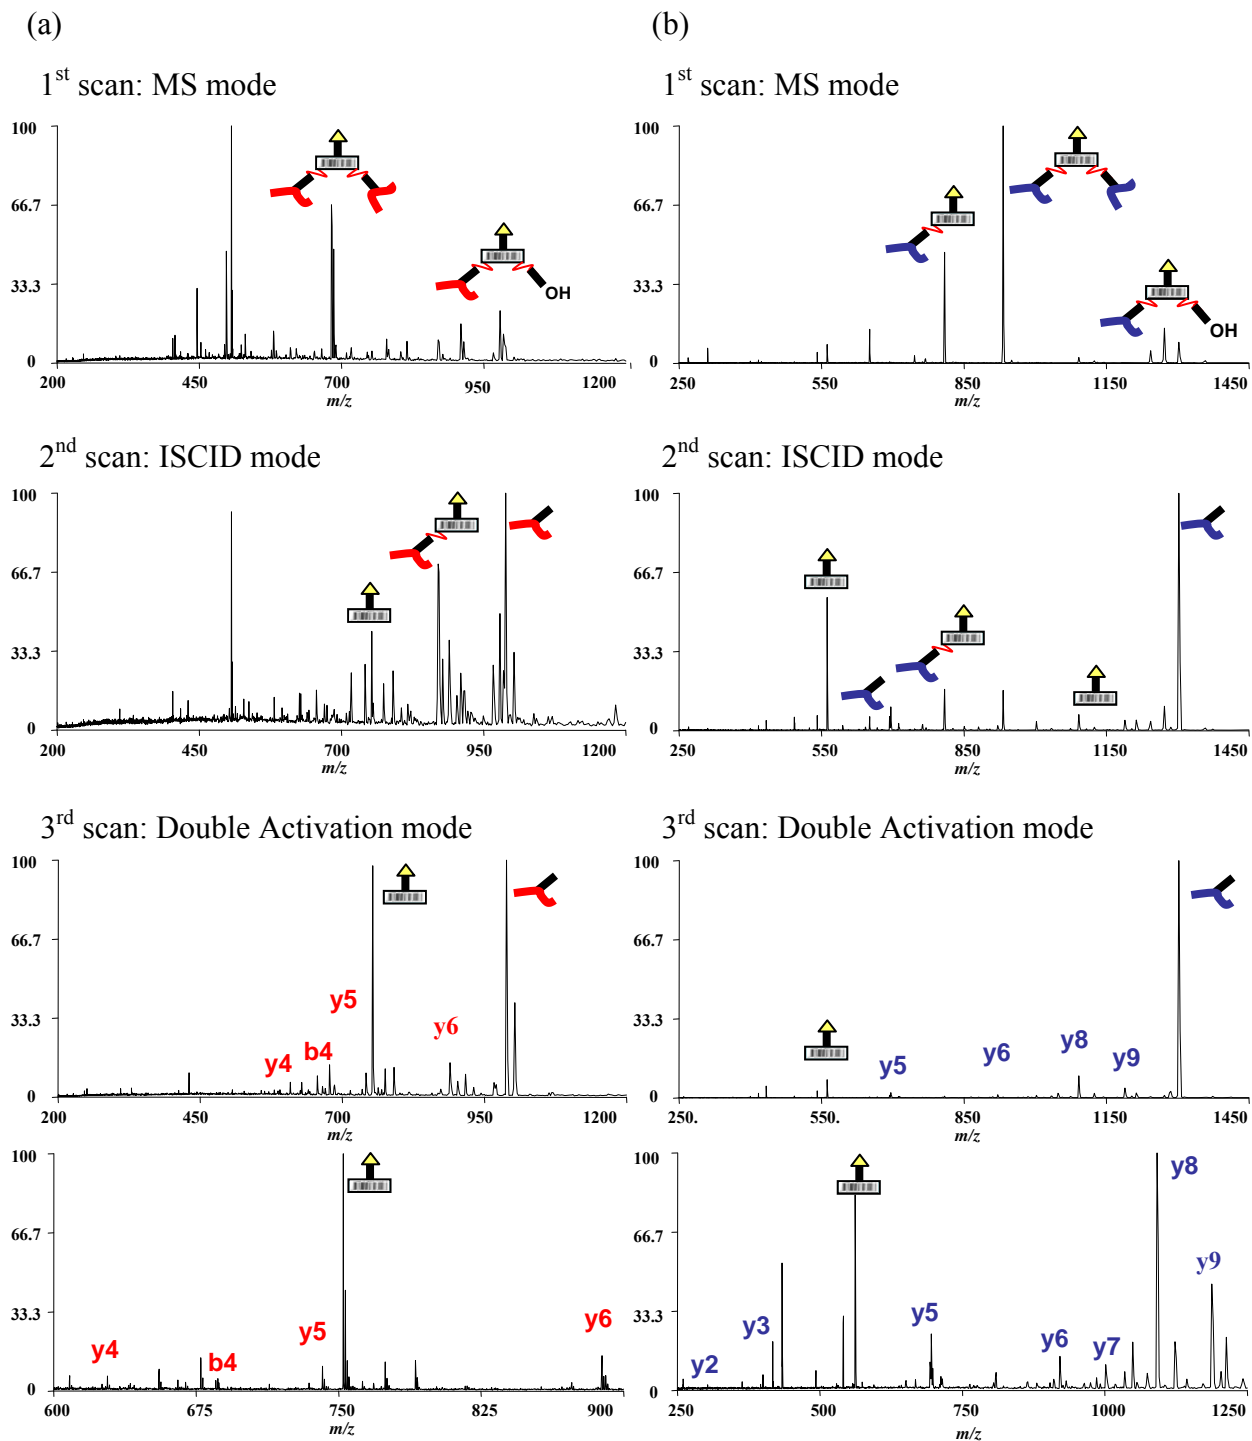 (a)
1st scan: MS mode
100
66.7
33.3
0
OH
200 450 700 950 1200
m/z
2nd scan: ISCID mode
100
66.7
33.3
0
200 450 700 950 1200
m/z
3rd scan: Double Activation mode
100
66.7
33.3
0
y4 b4 y5 y6
200 450 700 950 1200
m/z
100
66.7
33.3
0
y4 b4 y5 y6
600 675 750 825 900
m/z
(b)
1st scan: MS mode
100
66.7
33.3
0
OH
250 550 850 1150 1450
m/z
2nd scan: ISCID mode
100
66.7
33.3
0
250 550 850 1150 1450
m/z
3rd scan: Double Activation mode
100
66.7
33.3
0
y5 y6 y8 y9
250. 550. 850 1150 1450
m/z
100
66.7
33.3
0
y2 y3 y5 y6 y7 y8 y9
250 500 750 1000 1250
m/z